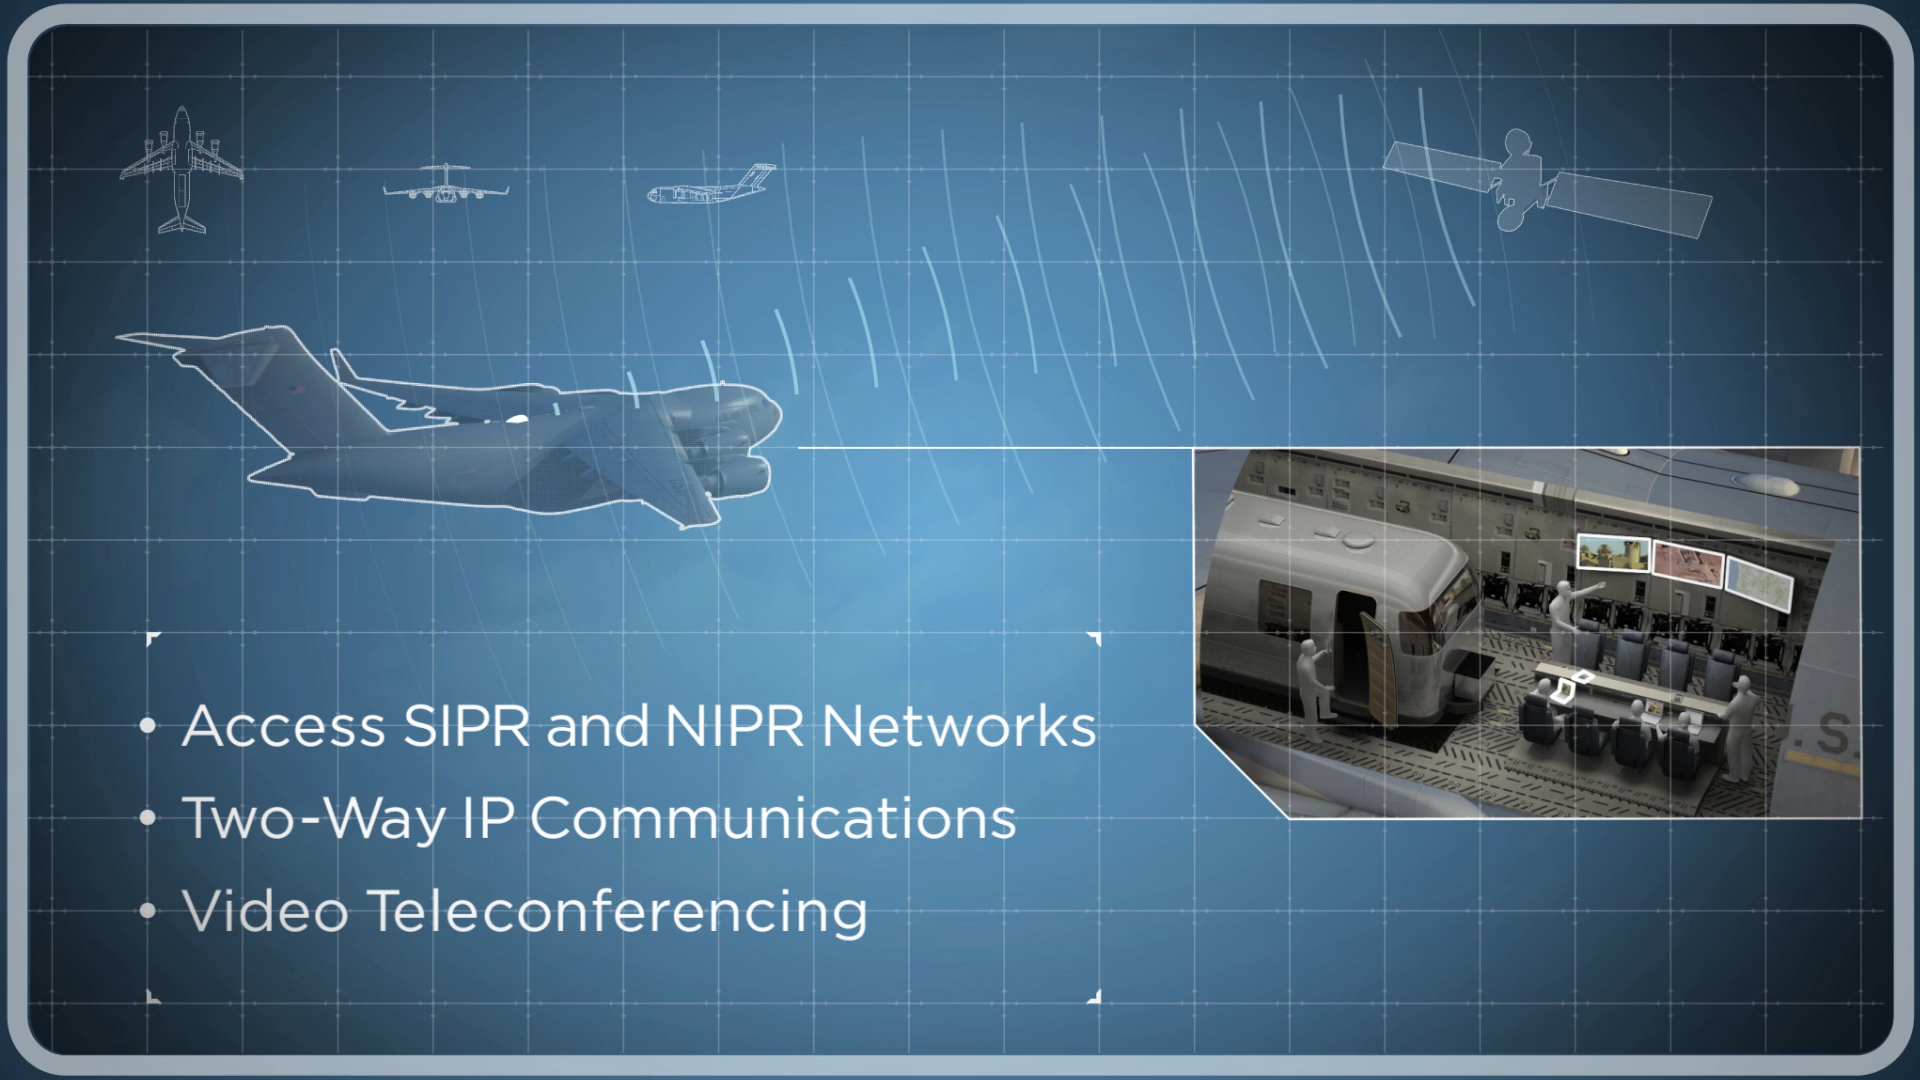 • Access SIPR and NIPR Networks
• Two-Way IP Communications
• Video Teleconferencing
.S.